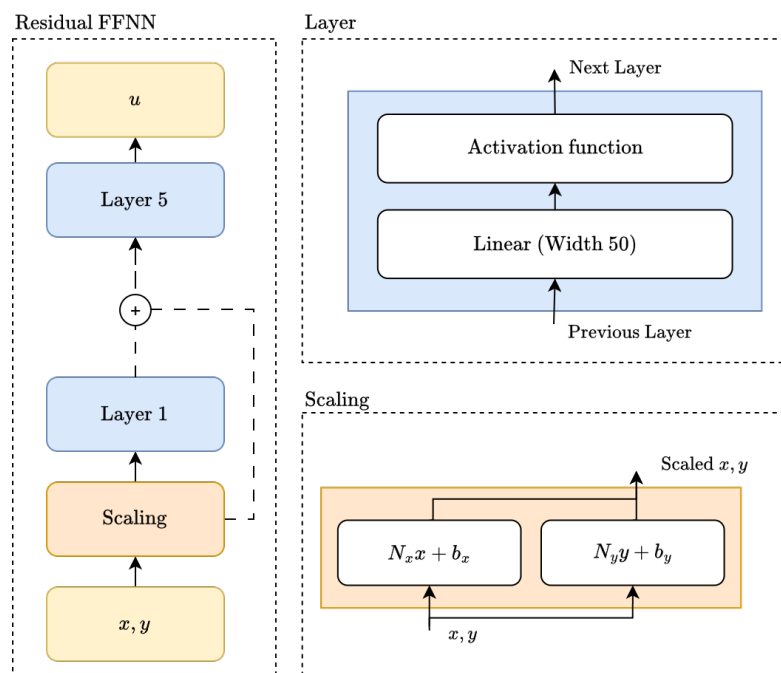 Residual FFNN
u
Layer 5
+
Layer 1
Scaling
x, y
Layer
Next Layer
Activation function
Linear (Width 50)
Previous Layer
Scaling
Scaled x, y
N_x x + b_x
N_y y + b_y
x, y